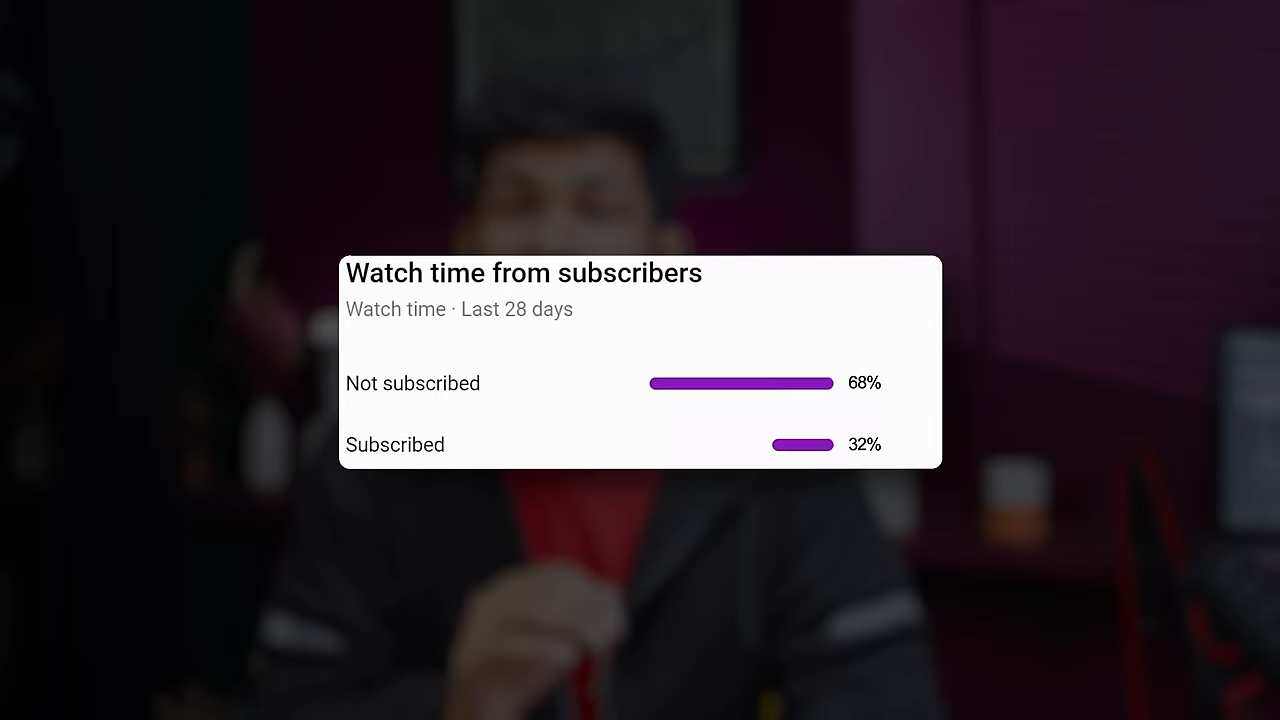 Watch time from subscribers
Watch time · Last 28 days
Not subscribed 68%
Subscribed 32%